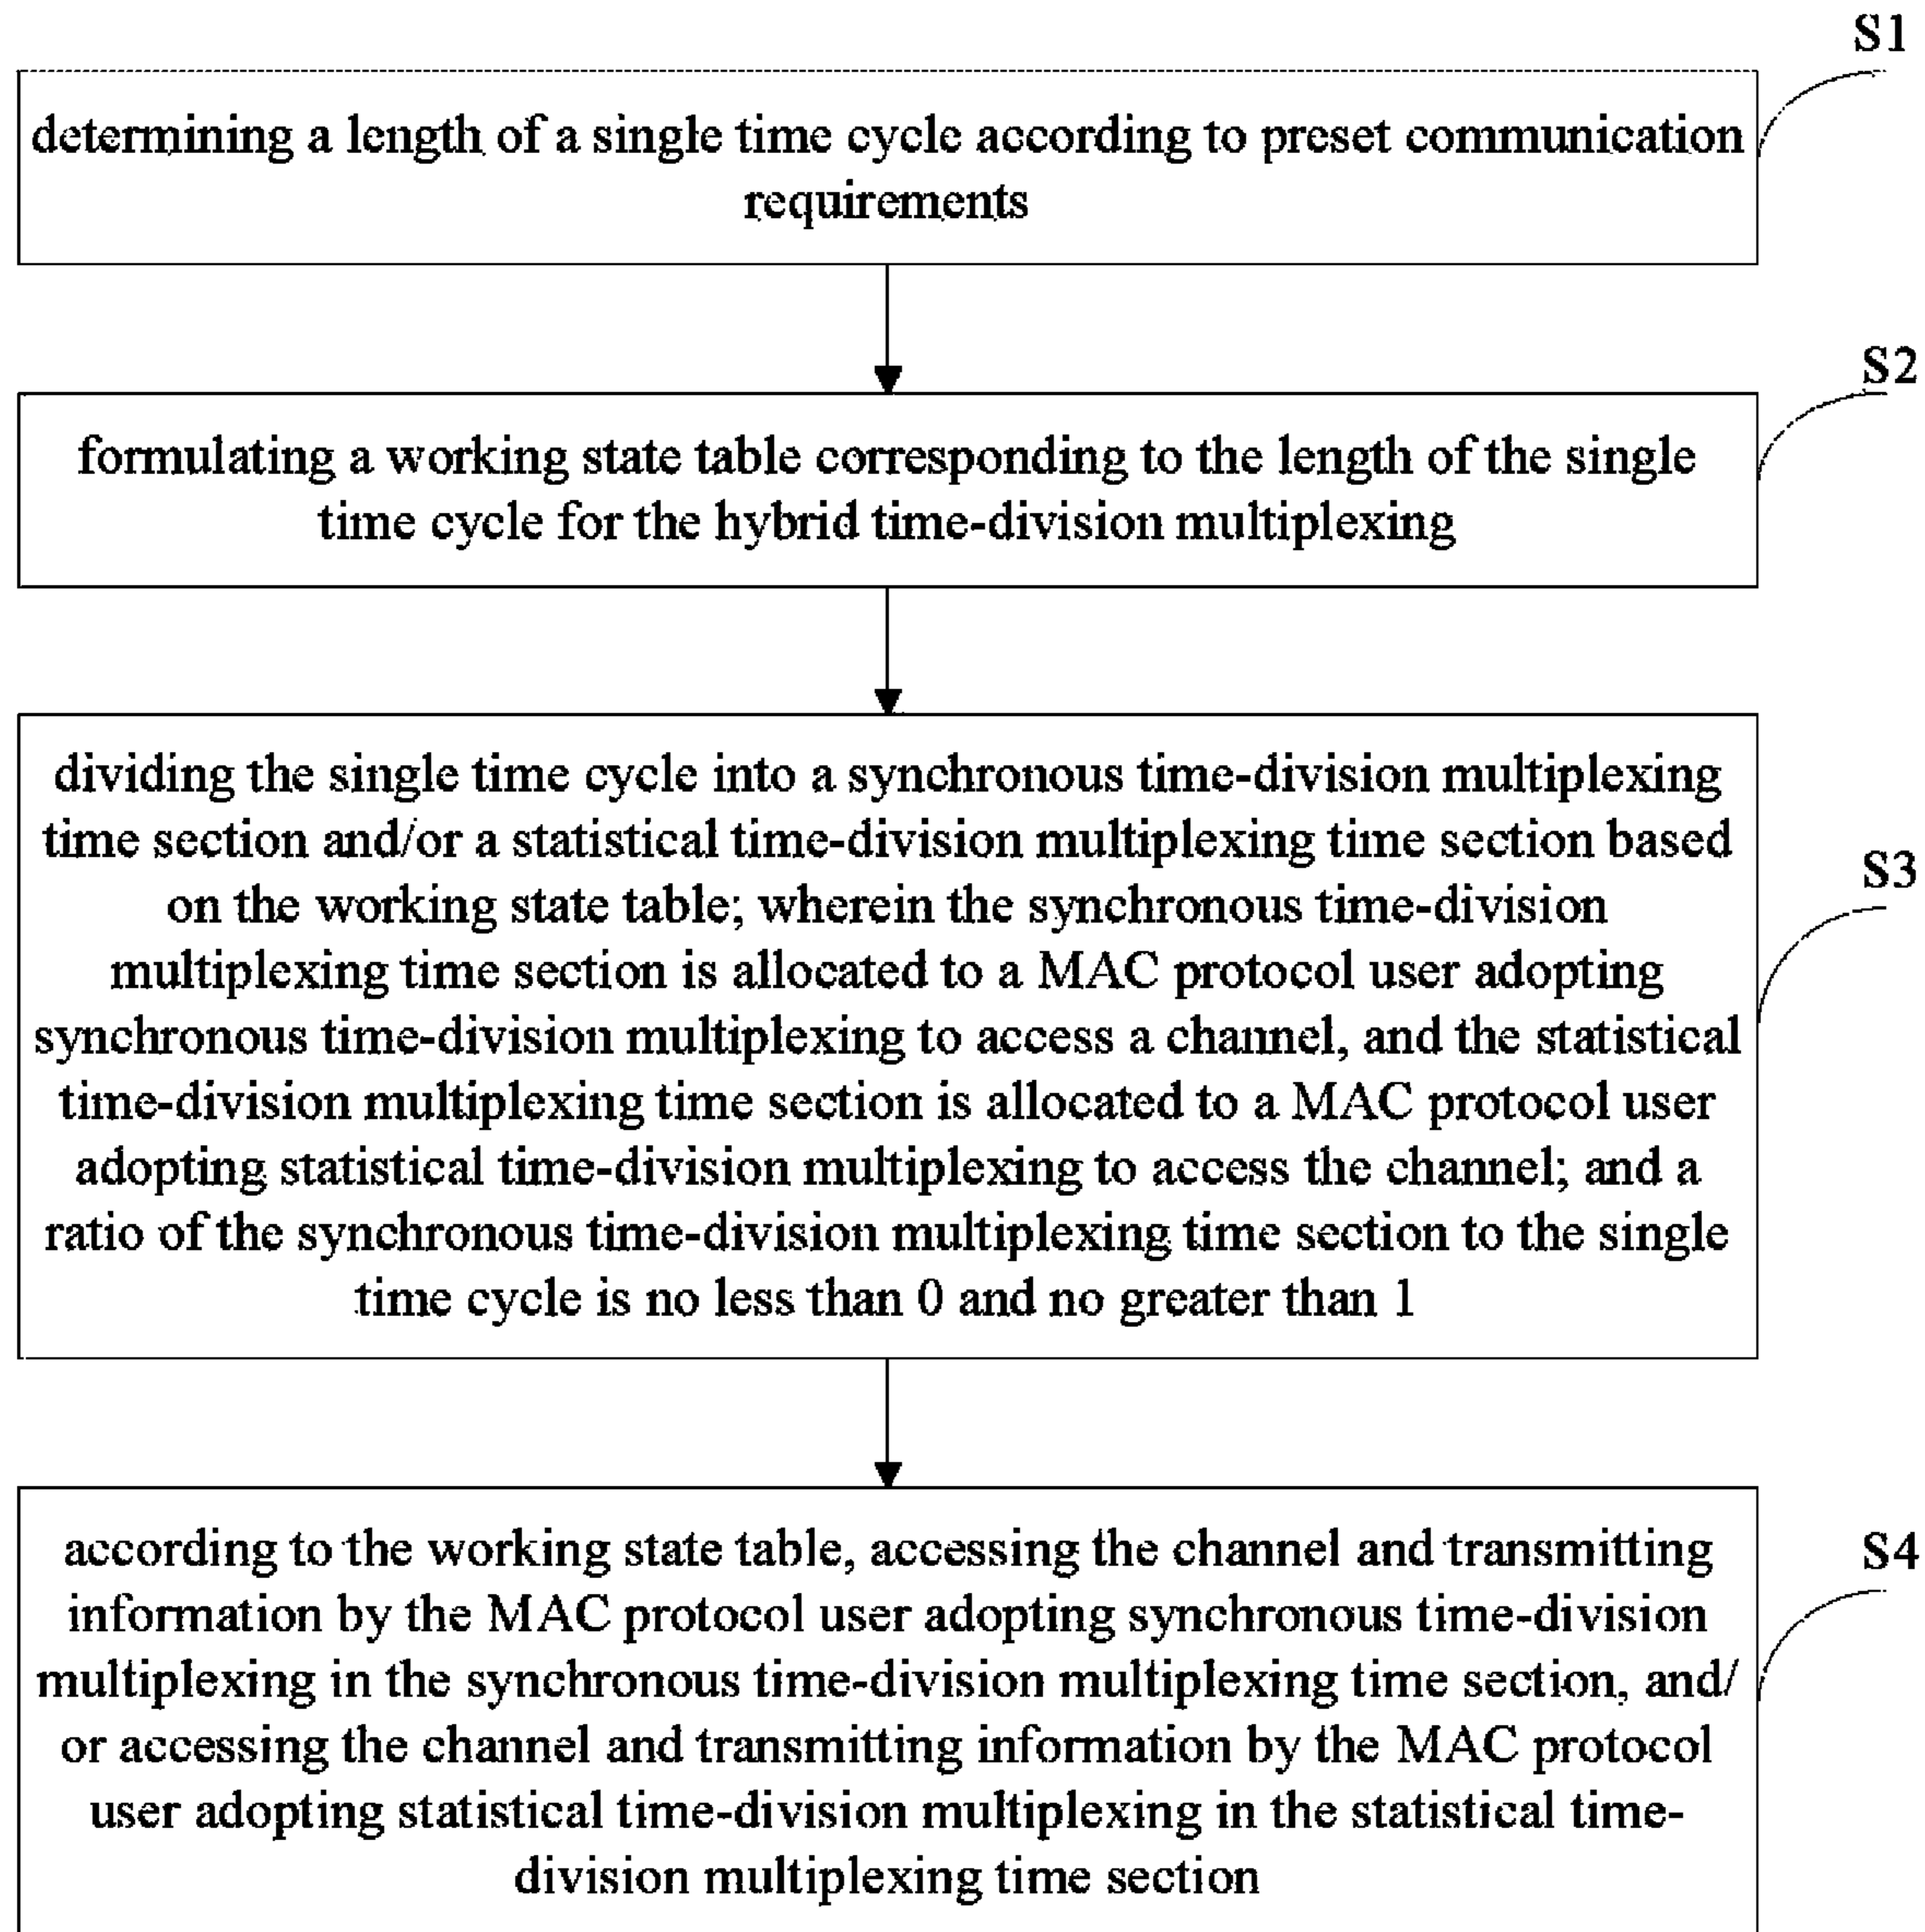 S1
determining a length of a single time cycle according to preset communication
requirements
S2
formulating a working state table corresponding to the length of the single
time cycle for the hybrid time-division multiplexing
dividing the single time cycle into a synchronous time-division multiplexing
time section and/or a statistical time-division multiplexing time section based
on the working state table; wherein the synchronous time-division
multiplexing time section is allocated to a MAC protocol user adopting
synchronous time-division multiplexing to access a channel, and the statistical
time-division multiplexing time section is allocated to a MAC protocol user
adopting statistical time-division multiplexing to access the channel; and a
ratio of the synchronous time-division multiplexing time section to the single
time cycle is no less than 0 and no greater than 1
S3
according to the working state table, accessing the channel and transmitting
information by the MAC protocol user adopting synchronous time-division
multiplexing in the synchronous time-division multiplexing time section, and/
or accessing the channel and transmitting information by the MAC protocol
user adopting statistical time-division multiplexing in the statistical time-
division multiplexing time section
S4